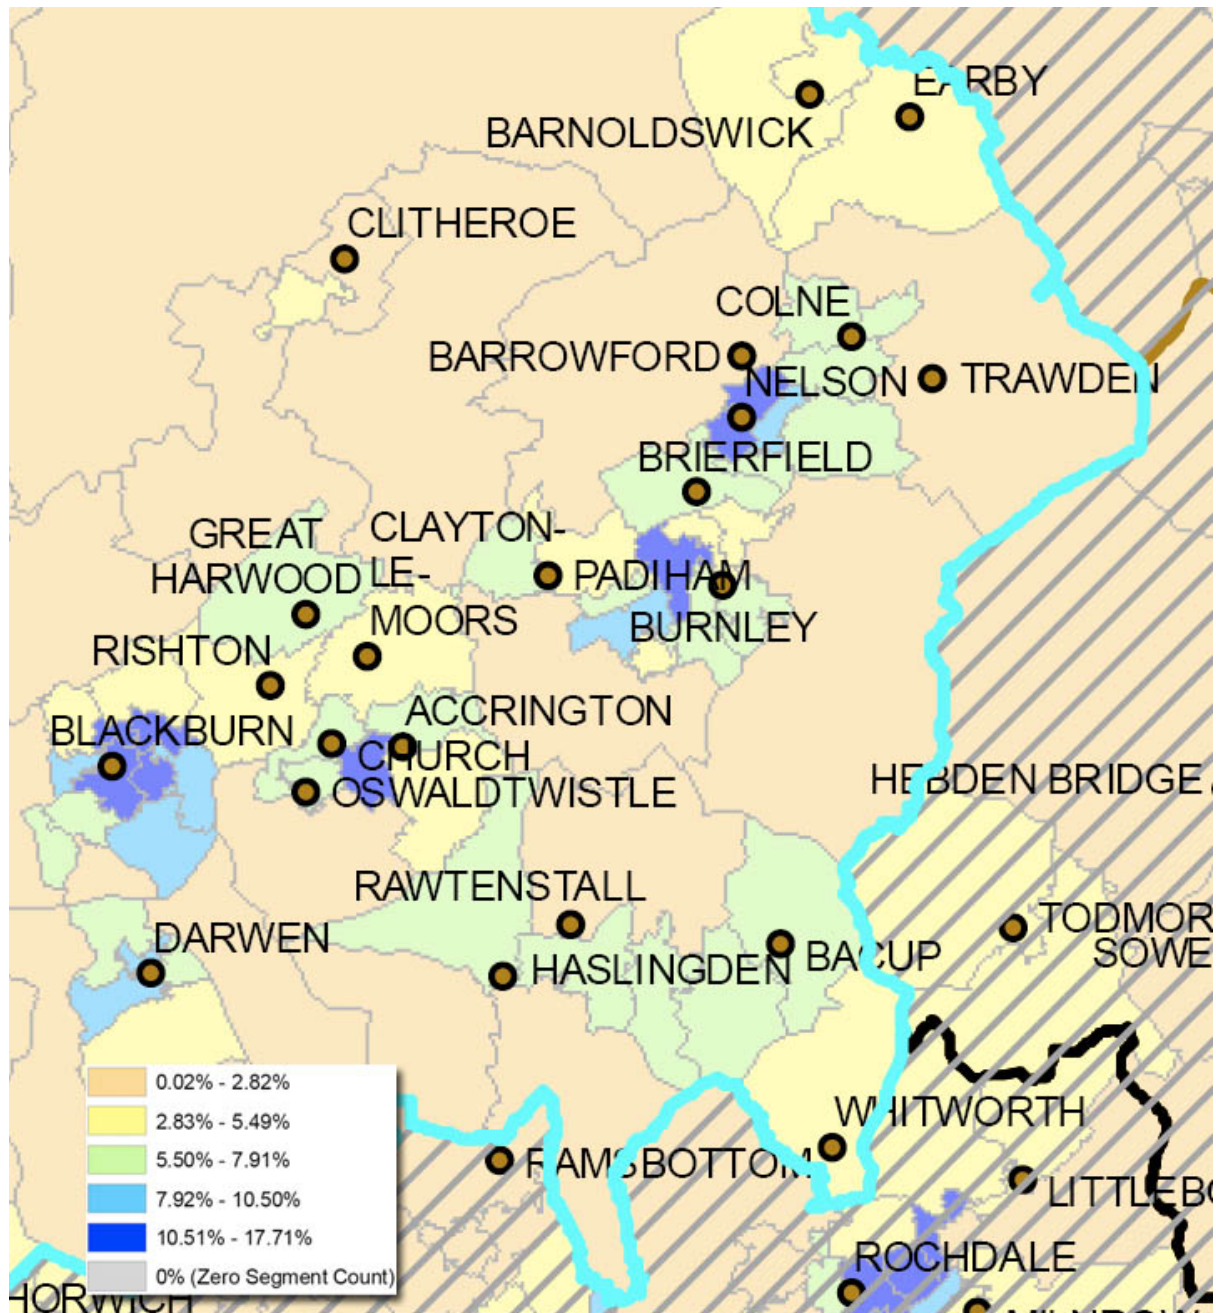 EARBY
BARNOLDSWICK
CLITHEROE
COLNE
BARROWFORD
NELSON
TRAWDEN
BRIERFIELD
GREAT
HARWOOD
CLAYTON-
LE-
MOORS
PADIHAM
BURNLEY
RISHTON
BLACKBURN
ACCRINGTON
CHURCH
OSWALDTWISTLE
HEBDEN BRIDGE
RAWTENSTALL
DARWEN
HASLINGDEN
BACUP
TODMOR
SOWE
WHITWORTH
RAMSBOTTOM
LITTLEBO
ROCHDALE
HORWICH
0.02% - 2.82%
2.83% - 5.49%
5.50% - 7.91%
7.92% - 10.50%
10.51% - 17.71%
0% (Zero Segment Count)